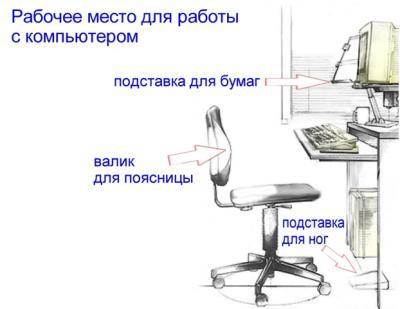 Рабочее место для работы
с компьютером
подставка для бумаг
валик
для поясницы
подставка
для ног